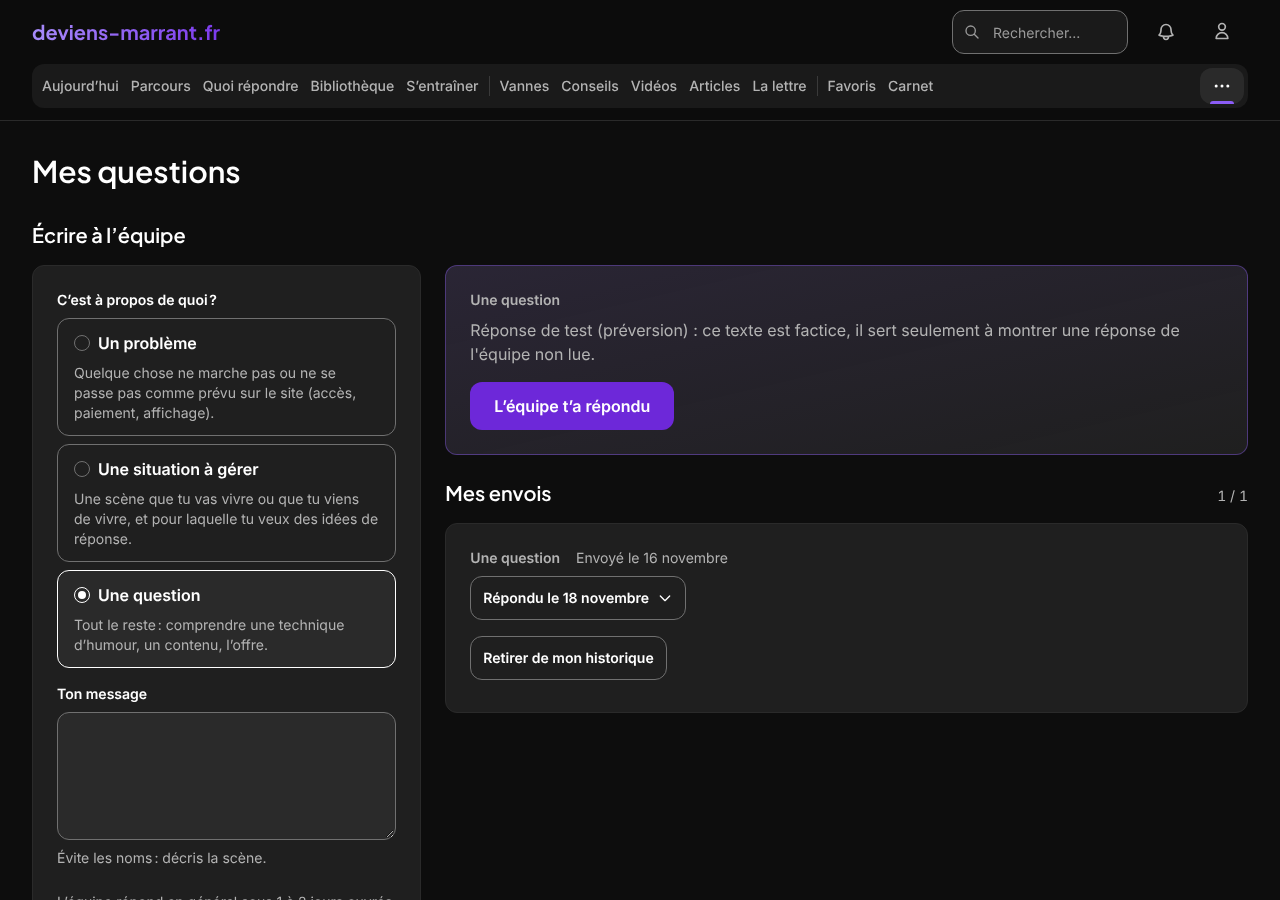 deviens-marrant.fr
Rechercher...
Aujourd’hui Parcours Quoi répondre Bibliothèque S’entraîner Vannes Conseils Vidéos Articles La lettre Favoris Carnet
Mes questions
Écrire à l’équipe
C’est à propos de quoi ?
Un problème
Quelque chose ne marche pas ou ne se
passe pas comme prévu sur le site (accès,
paiement, affichage).
Une situation à gérer
Une scène que tu vas vivre ou que tu viens
de vivre, et pour laquelle tu veux des idées de
réponse.
Une question
Tout le reste : comprendre une technique
d’humour, un contenu, l’offre.
Ton message
Évite les noms : décris la scène.
Une question
Réponse de test (préversion) : ce texte est factice, il sert seulement à montrer une réponse de
l'équipe non lue.
L’équipe t’a répondu
Mes envois
1 / 1
Une question Envoyé le 16 novembre
Répondu le 18 novembre
Retirer de mon historique